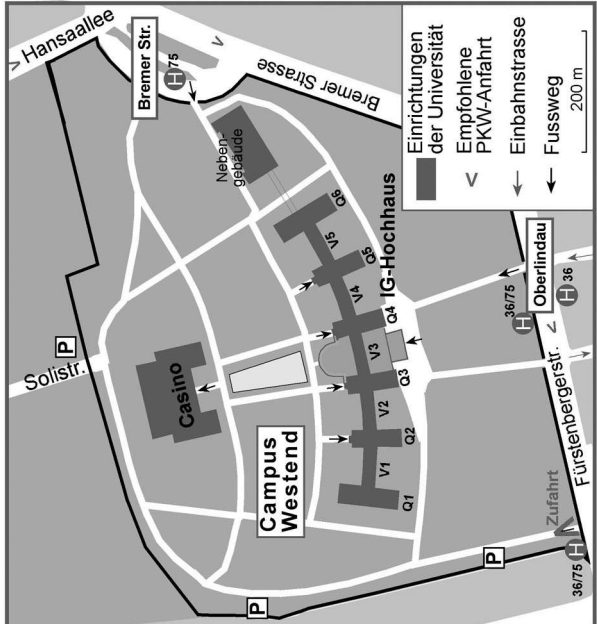 Hansaallee
Bremer Str.
H 75
Bremer Strasse
Solistr.
P
Casino
Neben-
gebäude
Campus
Westend
IG-Hochhaus
Q1
V1
Q2
V2
Q3
V3
Q4
V4
Q5
V5
Q6
P
P
Zufahrt
H
36/75
Fürstenbergerstr.
36/75
H
Oberlindau
H 36
Einrichtungen
der Universität
Empfohlene
PKW-Anfahrt
Einbahnstrasse
Fussweg
200 m